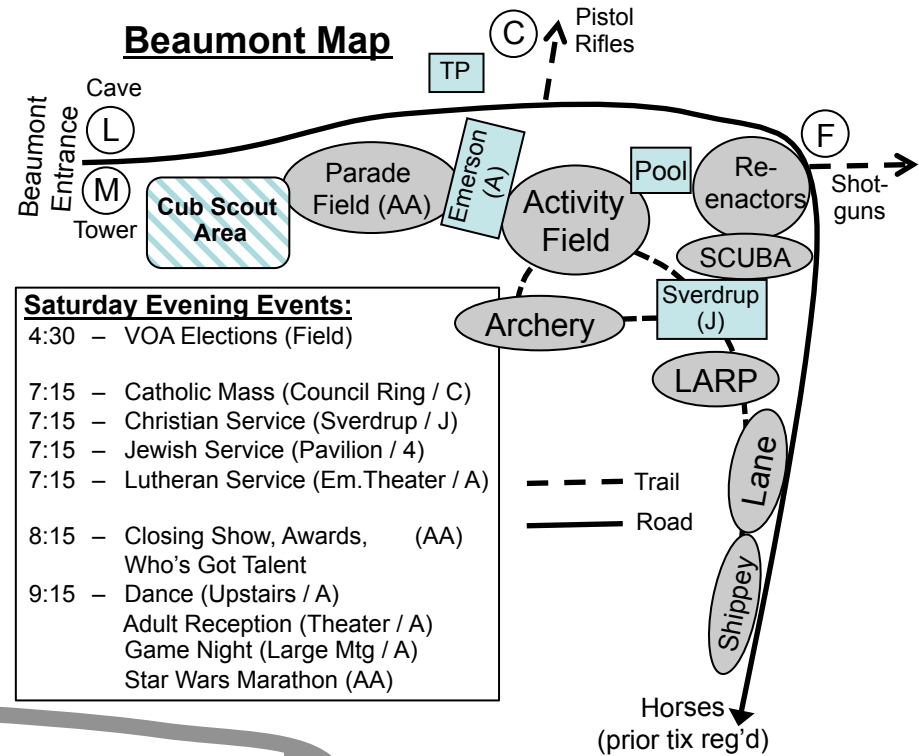 Beaumont Map
C
Pistol
Rifles
TP
Cave
L
Beaumont
Entrance
M
Tower
Cub Scout
Area
Parade
Field (AA)
Emerson
(A)
Activity
Field
Pool
Re-
enactors
F
Shot-
guns
SCUBA
Sverdrup
(J)
Archery
LARP
Lane
Shippey
Horses
(prior tix reg’d)
Trail
Road
Saturday Evening Events:
4:30 – VOA Elections (Field)
7:15 – Catholic Mass (Council Ring / C)
7:15 – Christian Service (Sverdrup / J)
7:15 – Jewish Service (Pavilion / 4)
7:15 – Lutheran Service (Em.Theater / A)
8:15 – Closing Show, Awards, (AA)
Who’s Got Talent
9:15 – Dance (Upstairs / A)
Adult Reception (Theater / A)
Game Night (Large Mtg / A)
Star Wars Marathon (AA)